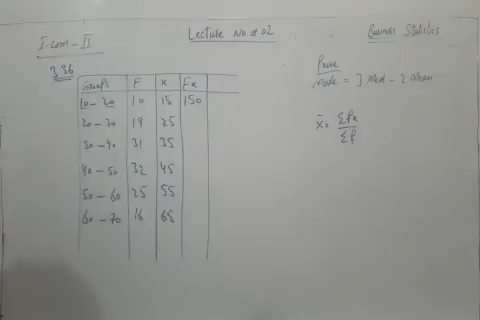 I.com-II
Lecture No # 02
Business Statistics
3.36
Groups F x Fx
10-20 10 15 150
20-30 19 25
30-40 31 35
40-50 32 45
50-60 25 55
60-70 18 65
Prove
Mode = 3 Med - 2 Mean
x̄ = Σfx / Σf